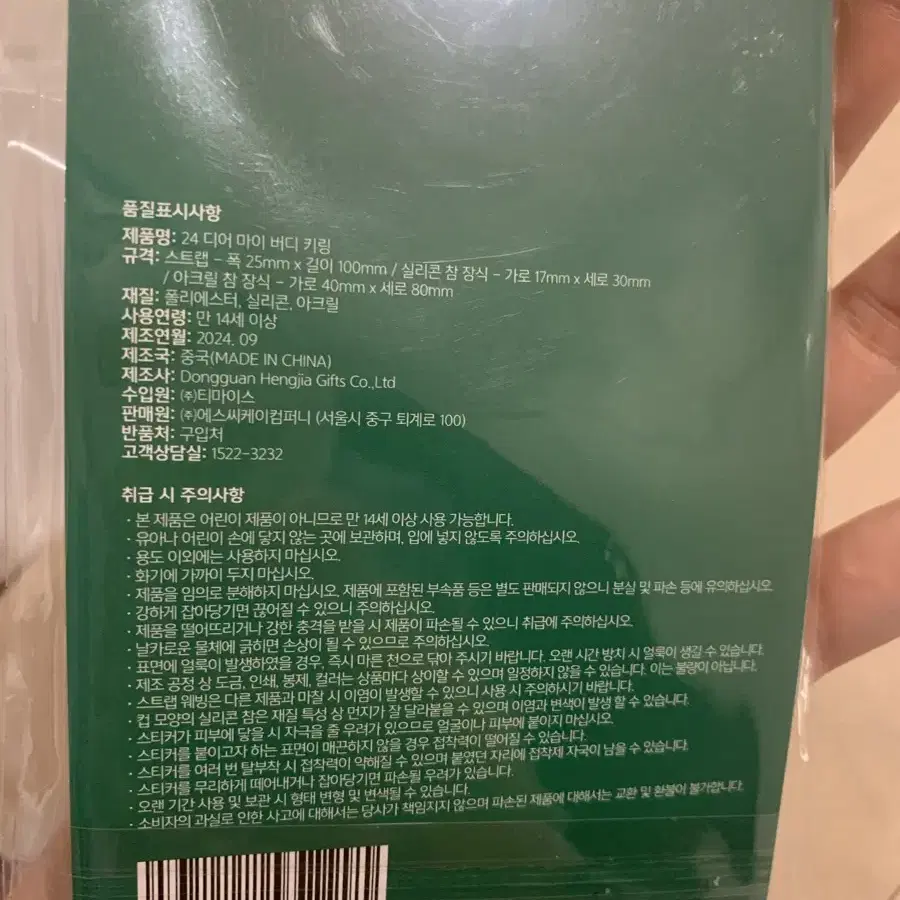 품질표시사항
제품명: 24 디어 마이 버디 키링
규격: 스트랩 - 폭 25mm x 길이 100mm / 실리콘 참 장식 - 가로 17mm x 세로 30mm
/ 아크릴 참 장식 - 가로 40mm x 세로 80mm
재질: 폴리에스터, 실리콘, 아크릴
사용연령: 만 14세 이상
제조연월: 2024. 09
제조국: 중국(MADE IN CHINA)
제조사: Dongguan Hengjia Gifts Co.,Ltd
수입원: ㈜티마이스
판매원: ㈜에스씨케이컴퍼니 (서울시 중구 퇴계로 100)
반품처: 구입처
고객상담실: 1522-3232
취급 시 주의사항
· 본 제품은 어린이 제품이 아니므로 만 14세 이상 사용 가능합니다.
· 유아나 어린이 손에 닿지 않는 곳에 보관하며, 입에 넣지 않도록 주의하십시오.
· 용도 이외에는 사용하지 마십시오.
· 화기에 가까이 두지 마십시오.
· 제품을 임의로 분해하지 마십시오. 제품에 포함된 부속품 등은 별도 판매되지 않으니 분실 및 파손 등에 유의하십시오.
· 강하게 잡아당기면 끊어질 수 있으니 주의하십시오.
· 제품을 떨어뜨리거나 강한 충격을 받을 시 제품이 파손될 수 있으니 취급에 주의하십시오.
· 날카로운 물체에 긁히면 손상이 될 수 있으므로 주의하십시오.
· 표면에 얼룩이 발생하였을 경우, 즉시 마른 천으로 닦아 주시기 바랍니다. 오랜 시간 방치 시 얼룩이 생길 수 있습니다.
· 제조 공정 상 도금, 인쇄, 봉제, 컬러는 상품마다 상이할 수 있으며 일정하지 않을 수 있습니다. 이는 불량이 아닙니다.
· 스트랩 웨빙은 다른 제품과 마찰 시 이염이 발생할 수 있으니 사용 시 주의하시기 바랍니다.
· 컵 모양의 실리콘 참은 재질 특성 상 먼지가 잘 달라붙을 수 있으며 이염과 변색이 발생 할 수 있습니다.
· 스티커가 피부에 닿을 시 자극을 줄 우려가 있으므로 얼굴이나 피부에 붙이지 마십시오.
· 스티커를 붙이고자 하는 표면이 매끈하지 않을 경우 접착력이 떨어질 수 있습니다.
· 스티커를 여러 번 탈부착 시 접착력이 약해질 수 있으며 붙였던 자리에 접착제 자국이 남을 수 있습니다.
· 스티커를 무리하게 떼어내거나 잡아당기면 파손될 우려가 있습니다.
· 오랜 기간 사용 및 보관 시 형태 변형 및 변색될 수 있습니다.
· 소비자의 과실로 인한 사고에 대해서는 당사가 책임지지 않으며 파손된 제품에 대해서는 교환 및 환불이 불가합니다.